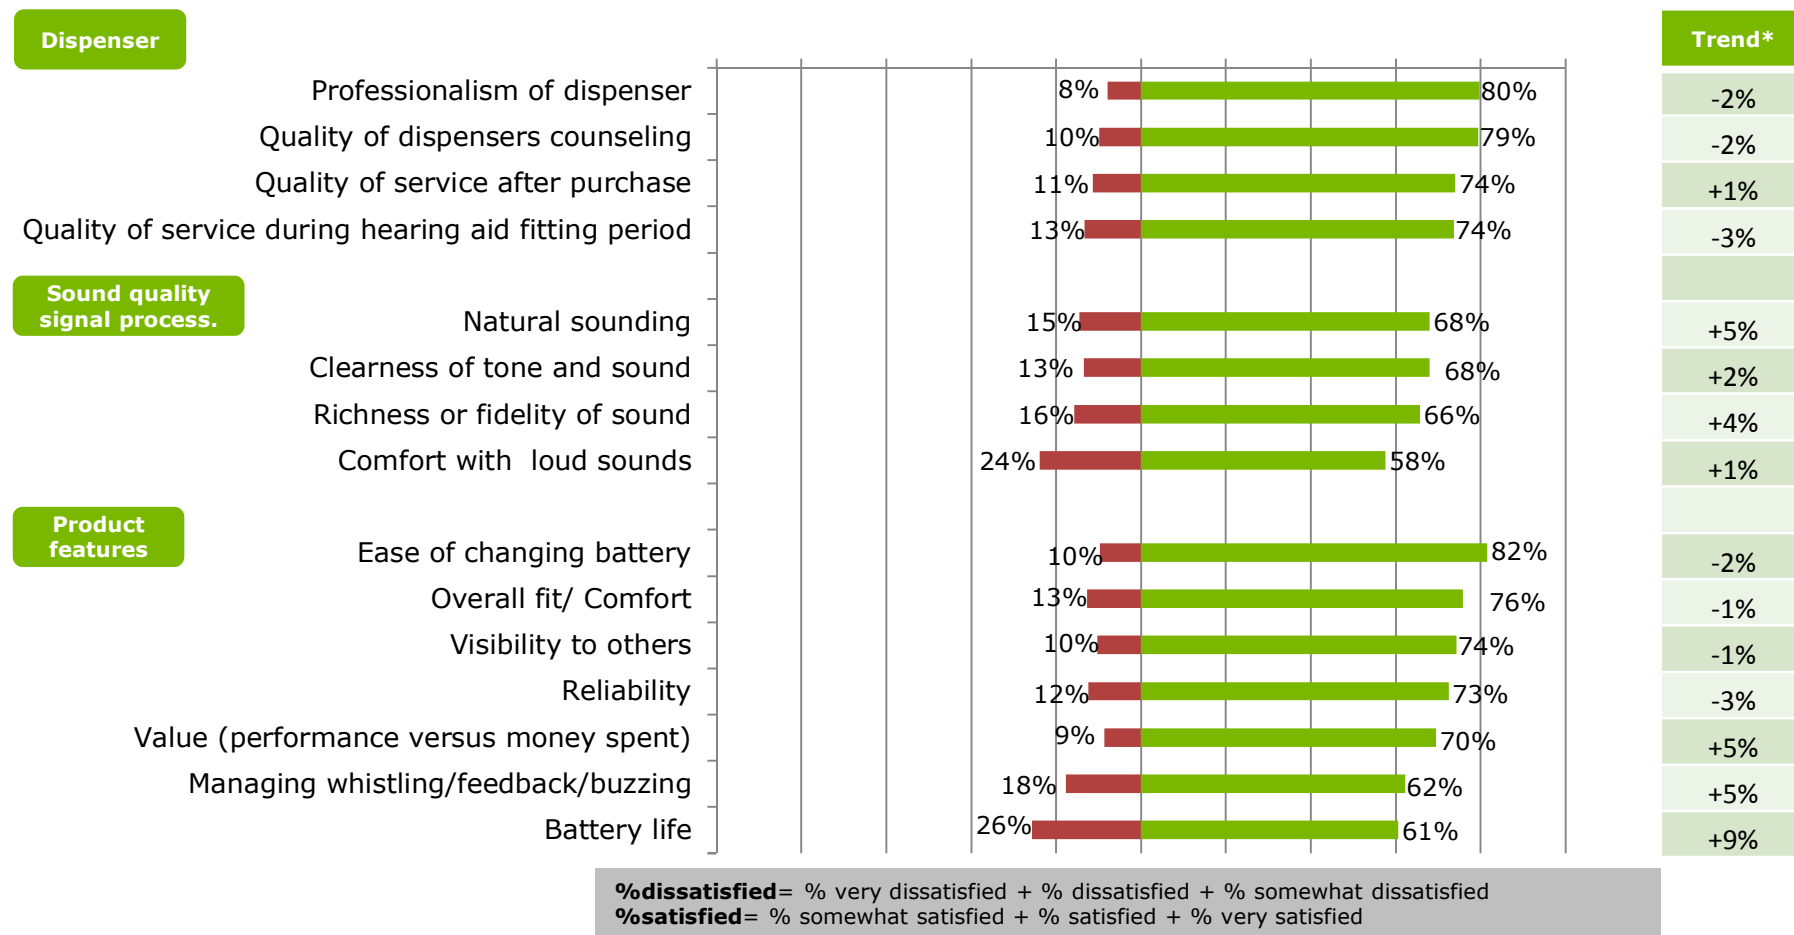 Dispenser
Trend*
Professionalism of dispenser 8% 80% -2%
Quality of dispensers counseling 10% 79% -2%
Quality of service after purchase 11% 74% +1%
Quality of service during hearing aid fitting period 13% 74% -3%
Sound quality
signal process.
Natural sounding 15% 68% +5%
Clearness of tone and sound 13% 68% +2%
Richness or fidelity of sound 16% 66% +4%
Comfort with  loud sounds 24% 58% +1%
Product
features
Ease of changing battery 10% 82% -2%
Overall fit/ Comfort 13% 76% -1%
Visibility to others 10% 74% -1%
Reliability 12% 73% -3%
Value (performance versus money spent) 9% 70% +5%
Managing whistling/feedback/buzzing 18% 62% +5%
Battery life 26% 61% +9%
%dissatisfied= % very dissatisfied + % dissatisfied + % somewhat dissatisfied
%satisfied= % somewhat satisfied + % satisfied + % very satisfied